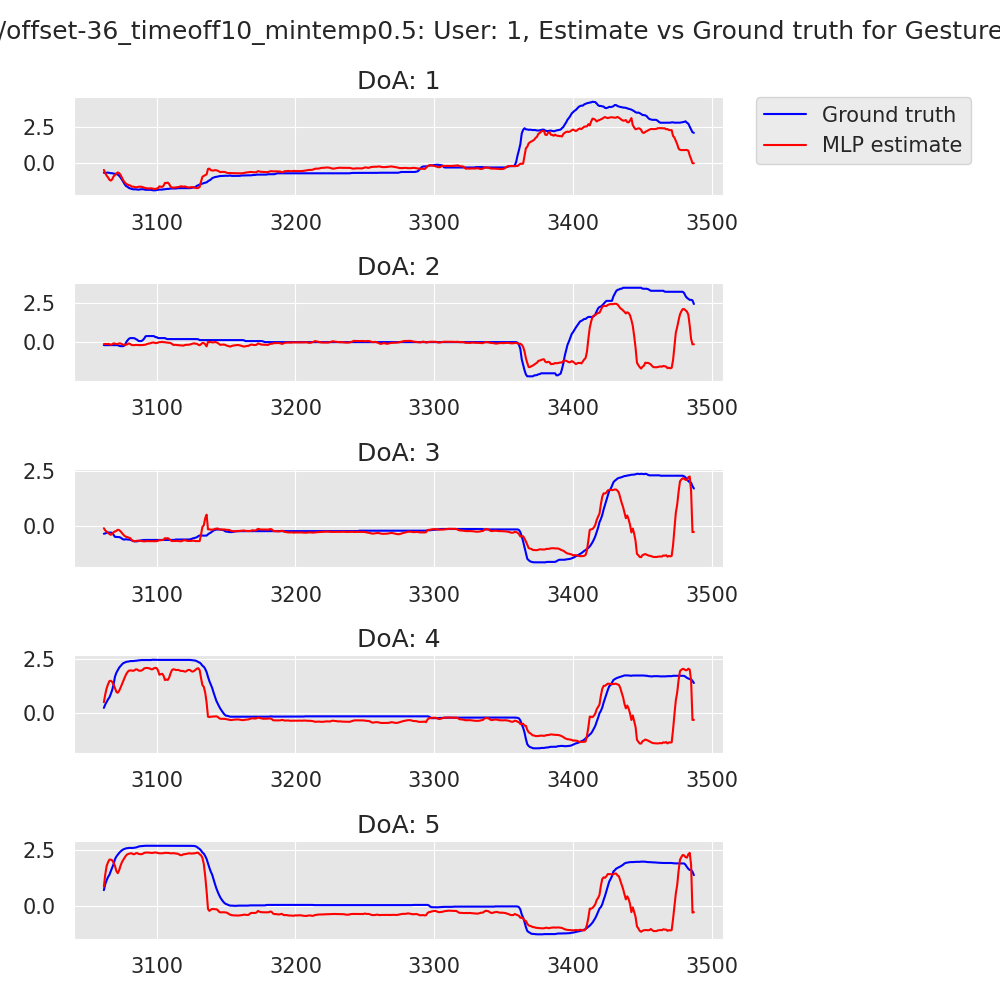 /offset-36_timeoff10_mintemp0.5: User: 1, Estimate vs Ground truth for Gesture
DoA: 1
Ground truth
MLP estimate
2.5
0.0
3100 3200 3300 3400 3500
DoA: 2
2.5
0.0
3100 3200 3300 3400 3500
DoA: 3
2.5
0.0
3100 3200 3300 3400 3500
DoA: 4
2.5
0.0
3100 3200 3300 3400 3500
DoA: 5
2.5
0.0
3100 3200 3300 3400 3500